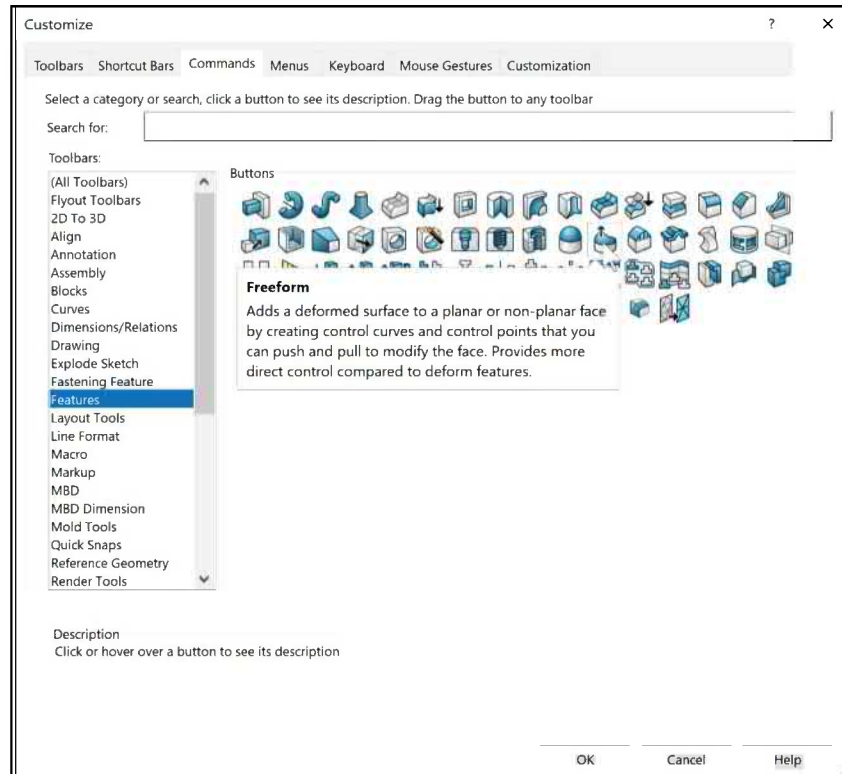 Customize
?
×
Toolbars Shortcut Bars Commands Menus Keyboard Mouse Gestures Customization
Select a category or search, click a button to see its description. Drag the button to any toolbar
Search for:
Toolbars:
Buttons
(All Toolbars)
Flyout Toolbars
2D To 3D
Align
Annotation
Assembly
Blocks
Curves
Dimensions/Relations
Drawing
Explode Sketch
Fastening Feature
Features
Layout Tools
Line Format
Macro
Markup
MBD
MBD Dimension
Mold Tools
Quick Snaps
Reference Geometry
Render Tools
Freeform
Adds a deformed surface to a planar or non-planar face
by creating control curves and control points that you
can push and pull to modify the face. Provides more
direct control compared to deform features.
Description
Click or hover over a button to see its description
OK Cancel Help